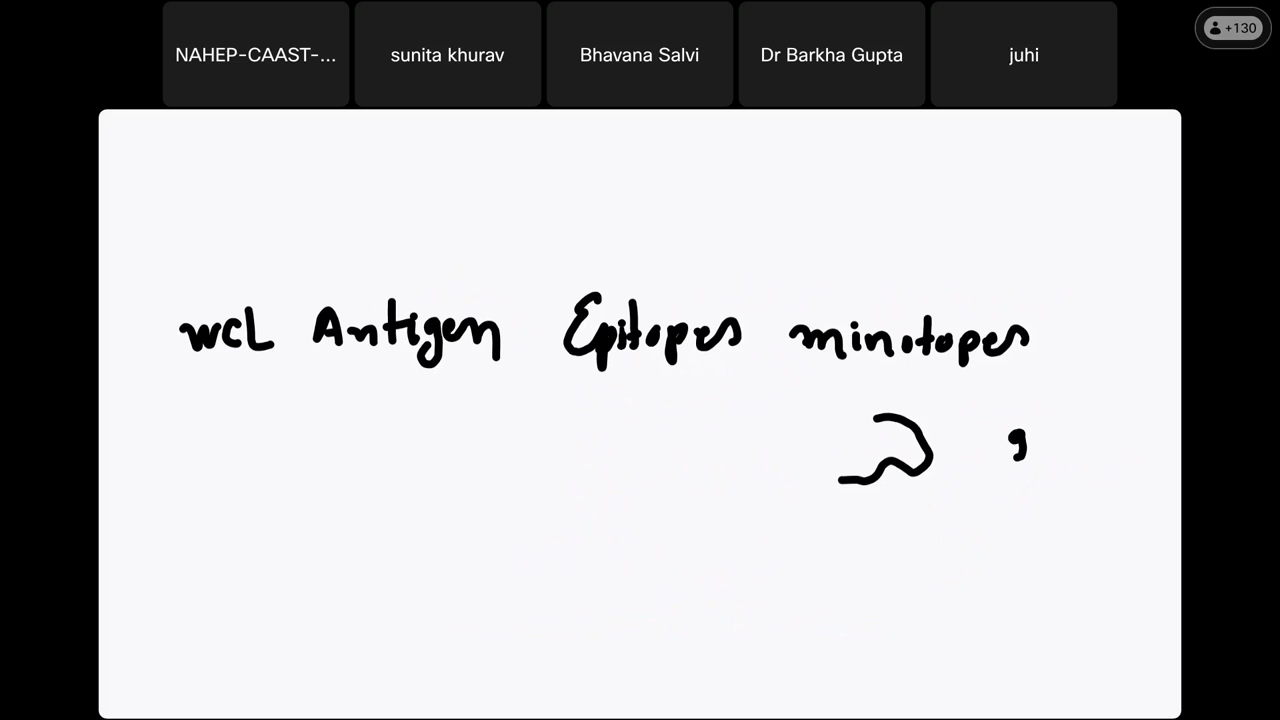 NAHEP-CAAST-... sunita khurav Bhavana Salvi Dr Barkha Gupta juhi +130
wcL Antigen Epitopes minotopes